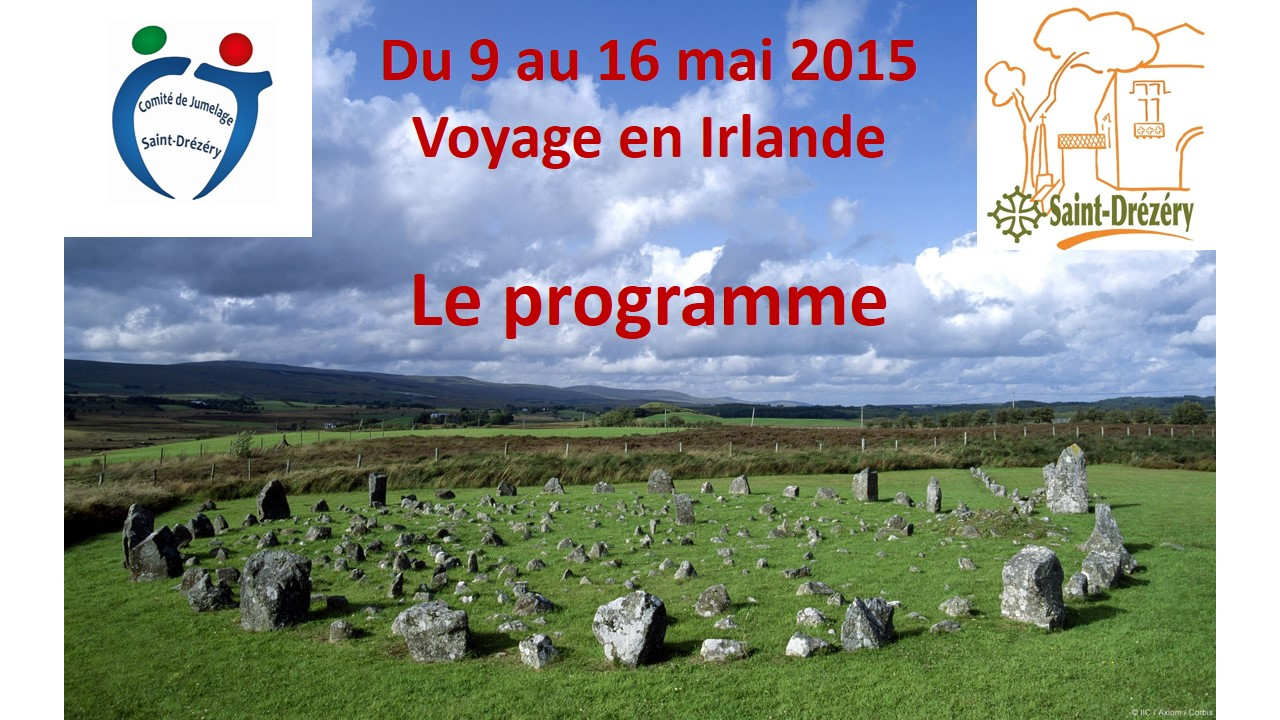 Comité de Jumelage
Saint-Drézéry
Du 9 au 16 mai 2015
Voyage en Irlande
Saint-Drézéry
Le programme
© IIC / Axiom / Corbis